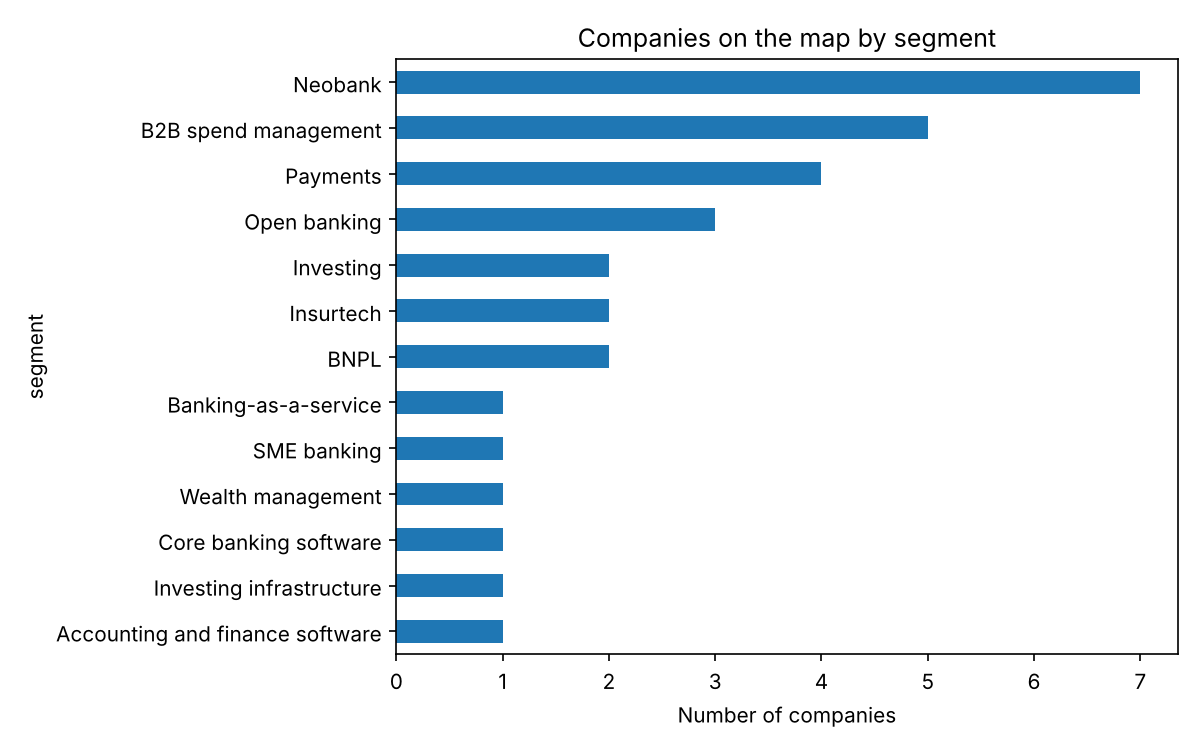 Companies on the map by segment
Neobank
B2B spend management
Payments
Open banking
Investing
Insurtech
BNPL
Banking-as-a-service
SME banking
Wealth management
Core banking software
Investing infrastructure
Accounting and finance software
segment
0 1 2 3 4 5 6 7
Number of companies